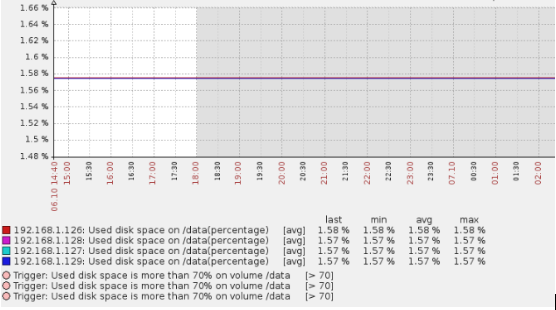 1.66 %
1.64 %
1.62 %
1.6 %
1.58 %
1.56 %
1.54 %
1.52 %
1.5 %
1.48 %
06.10 14:40 15:00 15:30 16:00 16:30 17:00 17:30 18:00 18:30 19:00 19:30 20:00 20:30 21:00 21:30 22:00 22:30 23:00 23:30 07.10 00:30 01:00 01:30 02:00
last min avg max
192.168.1.126: Used disk space on /data(percentage) [avg] 1.58 % 1.58 % 1.58 % 1.58 %
192.168.1.128: Used disk space on /data(percentage) [avg] 1.57 % 1.57 % 1.57 % 1.57 %
192.168.1.127: Used disk space on /data(percentage) [avg] 1.57 % 1.57 % 1.57 % 1.57 %
192.168.1.129: Used disk space on /data(percentage) [avg] 1.57 % 1.57 % 1.57 % 1.57 %
Trigger: Used disk space is more than 70% on volume /data [> 70]
Trigger: Used disk space is more than 70% on volume /data [> 70]
Trigger: Used disk space is more than 70% on volume /data [> 70]